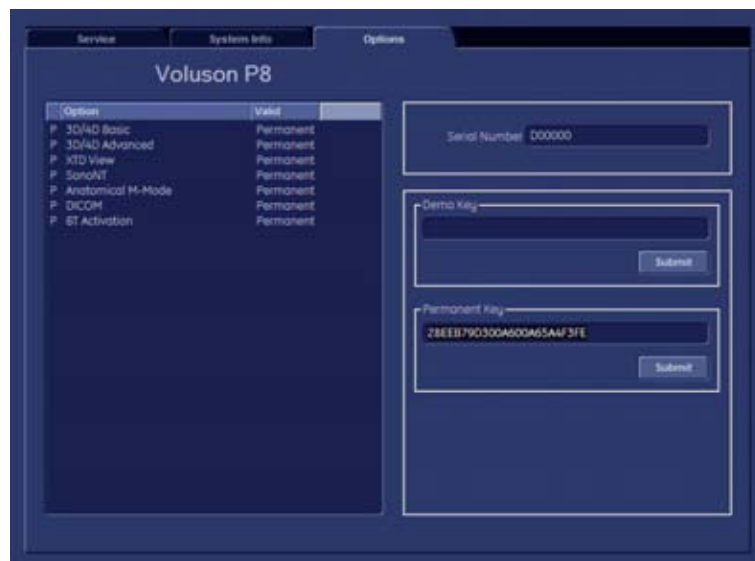 Service System Info Options
Voluson P8
Option Valid
P 3D/4D Basic Permanent
P 3D/4D Advanced Permanent
P XTD View Permanent
P SonoNT Permanent
P Anatomical M-Mode Permanent
P DICOM Permanent
P BT Activation Permanent
Serial Number D00000
Demo Key
Submit
Permanent Key
Submit